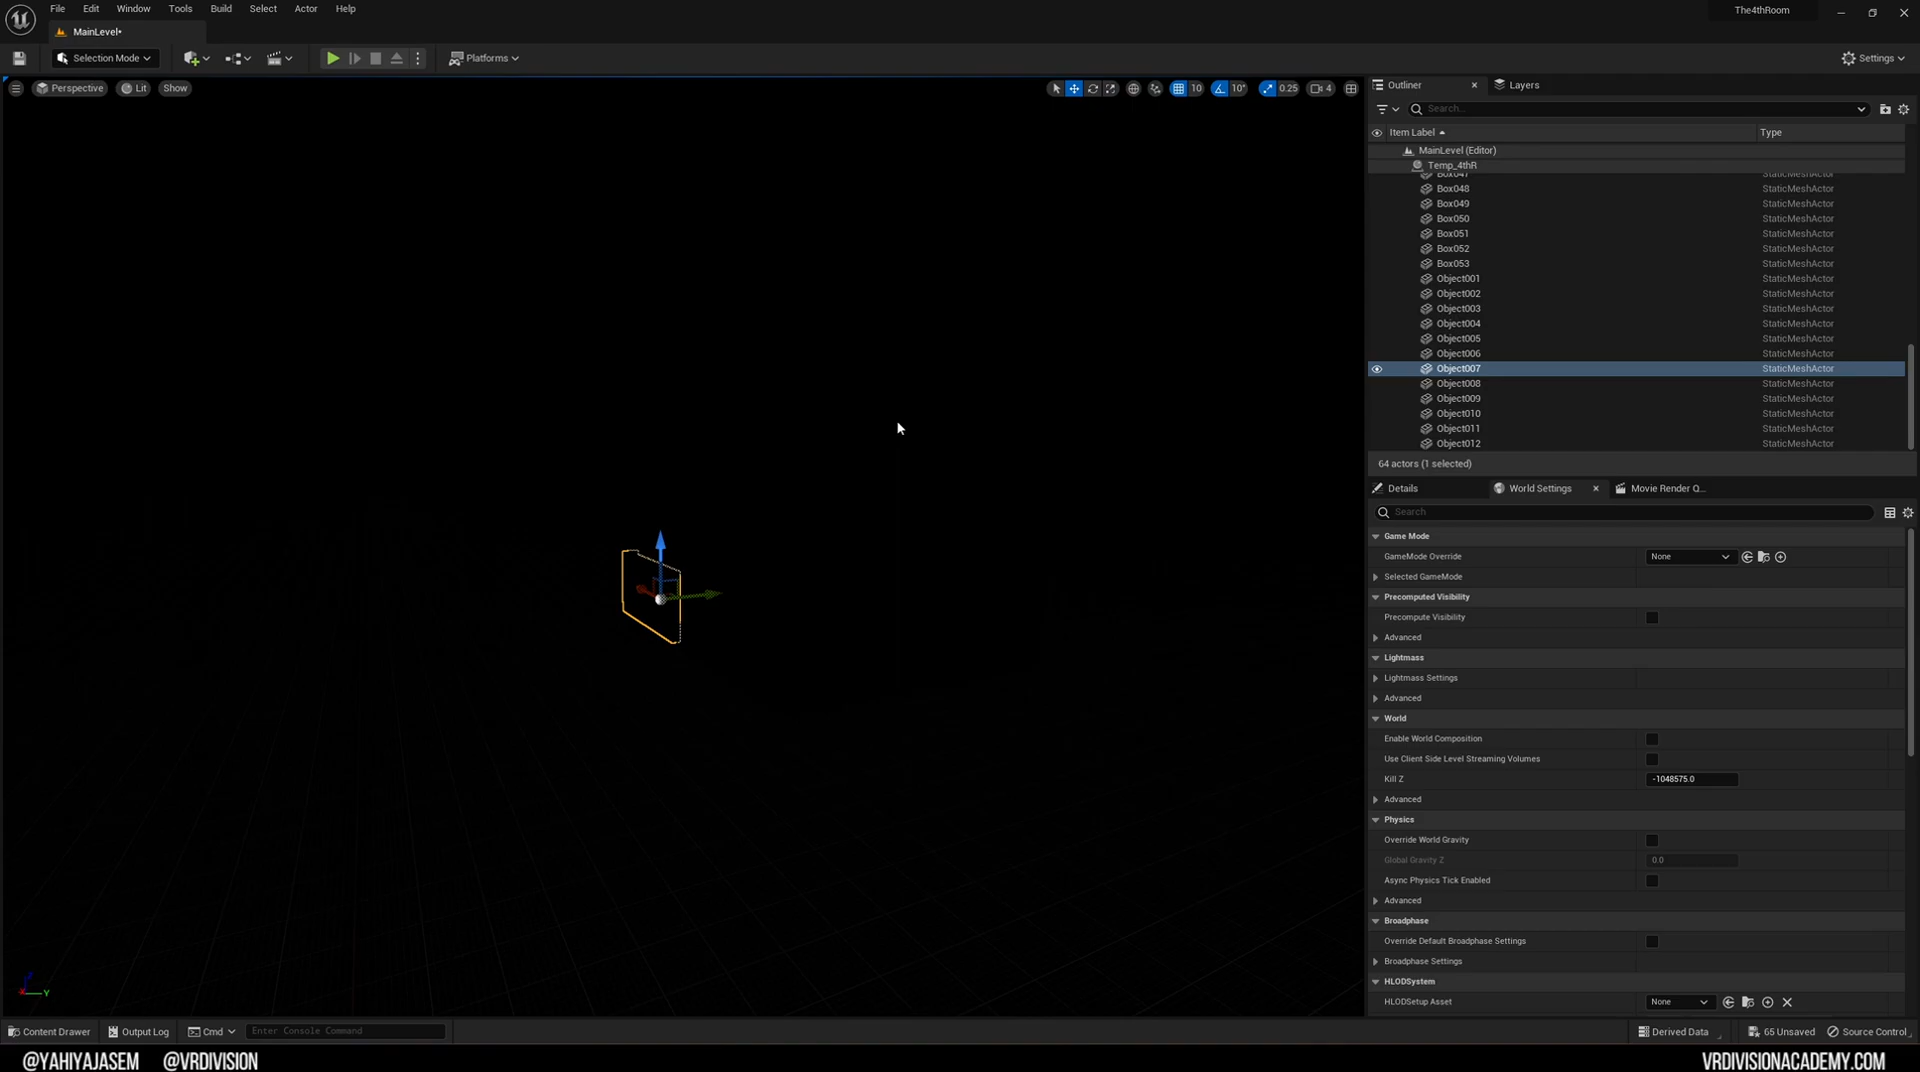 File Edit Window Tools Build Select Actor Help
The4thRoom
MainLevel*
Selection Mode
Platforms
Settings
Perspective Lit Show
10 10° 0.25 4
Outliner Layers
Search...
Item Label Type
MainLevel (Editor)
Temp_4thR
Box047 StaticMeshActor
Box048 StaticMeshActor
Box049 StaticMeshActor
Box050 StaticMeshActor
Box051 StaticMeshActor
Box052 StaticMeshActor
Box053 StaticMeshActor
Object001 StaticMeshActor
Object002 StaticMeshActor
Object003 StaticMeshActor
Object004 StaticMeshActor
Object005 StaticMeshActor
Object006 StaticMeshActor
Object007 StaticMeshActor
Object008 StaticMeshActor
Object009 StaticMeshActor
Object010 StaticMeshActor
Object011 StaticMeshActor
Object012 StaticMeshActor
64 actors (1 selected)
Details World Settings Movie Render Q...
Search
Game Mode
GameMode Override None
Selected GameMode
Precomputed Visibility
Precompute Visibility
Advanced
Lightmass
Lightmass Settings
Advanced
World
Enable World Composition
Use Client Side Level Streaming Volumes
Kill Z -1048575.0
Advanced
Physics
Override World Gravity
Global Gravity Z 0.0
Async Physics Tick Enabled
Advanced
Broadphase
Override Default Broadphase Settings
Broadphase Settings
HLODSystem
HLODSetup Asset None
Z
Y
Content Drawer Output Log Cmd Enter Console Command
Derived Data 65 Unsaved Source Control
@YAHIYAJASEM @VRDIVISION
VRDIVISIONACADEMY.COM